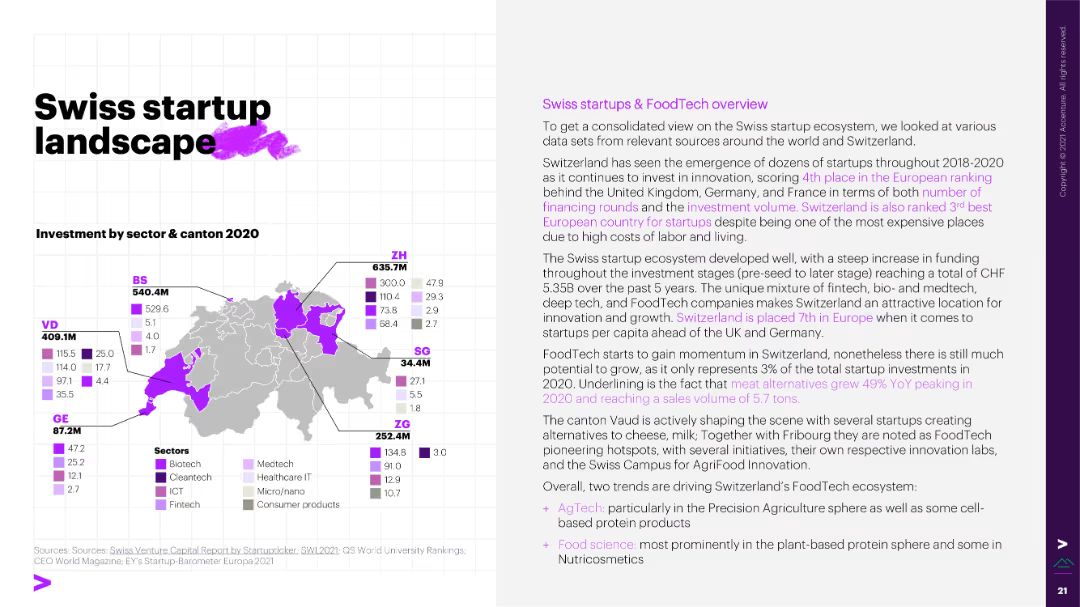 Swiss startup
landscape
Investment by sector & canton 2020
ZH
635.7M
300.0 47.9
110.4 29.3
73.8 2.9
68.4 2.7
BS
540.4M
529.6
5.1
4.0
1.7
VD
409.1M
115.5 25.0
114.0 17.7
97.1 4.4
35.5
SG
34.4M
27.1
5.5
1.8
GE
87.2M
47.2
25.2
12.1
2.7
ZG
252.4M
134.8 3.0
91.0
12.9
10.7
Sectors
Biotech Medtech
Cleantech Healthcare IT
ICT Micro/nano
Fintech Consumer products
Sources: Sources: Swiss Venture Capital Report by Startupticker, SWI.2021; QS World University Rankings;
CEO World Magazine; EY's Startup-Barometer Europa 2021
Swiss startups & FoodTech overview
To get a consolidated view on the Swiss startup ecosystem, we looked at various
data sets from relevant sources around the world and Switzerland.
Switzerland has seen the emergence of dozens of startups throughout 2018-2020
as it continues to invest in innovation, scoring 4th place in the European ranking
behind the United Kingdom, Germany, and France in terms of both number of
financing rounds and the investment volume. Switzerland is also ranked 3rd best
European country for startups despite being one of the most expensive places
due to high costs of labor and living.
The Swiss startup ecosystem developed well, with a steep increase in funding
throughout the investment stages (pre-seed to later stage) reaching a total of CHF
5.35B over the past 5 years. The unique mixture of fintech, bio- and medtech,
deep tech, and FoodTech companies makes Switzerland an attractive location for
innovation and growth. Switzerland is placed 7th in Europe when it comes to
startups per capita ahead of the UK and Germany.
FoodTech starts to gain momentum in Switzerland, nonetheless there is still much
potential to grow, as it only represents 3% of the total startup investments in
2020. Underlining is the fact that meat alternatives grew 49% YoY peaking in
2020 and reaching a sales volume of 5.7 tons.
The canton Vaud is actively shaping the scene with several startups creating
alternatives to cheese, milk; Together with Fribourg they are noted as FoodTech
pioneering hotspots, with several initiatives, their own respective innovation labs,
and the Swiss Campus for AgriFood Innovation.
Overall, two trends are driving Switzerland's FoodTech ecosystem:
+ AgTech: particularly in the Precision Agriculture sphere as well as some cell-
based protein products
+ Food science: most prominently in the plant-based protein sphere and some in
Nutricosmetics
Copyright © 2021 Accenture. All rights reserved.
21